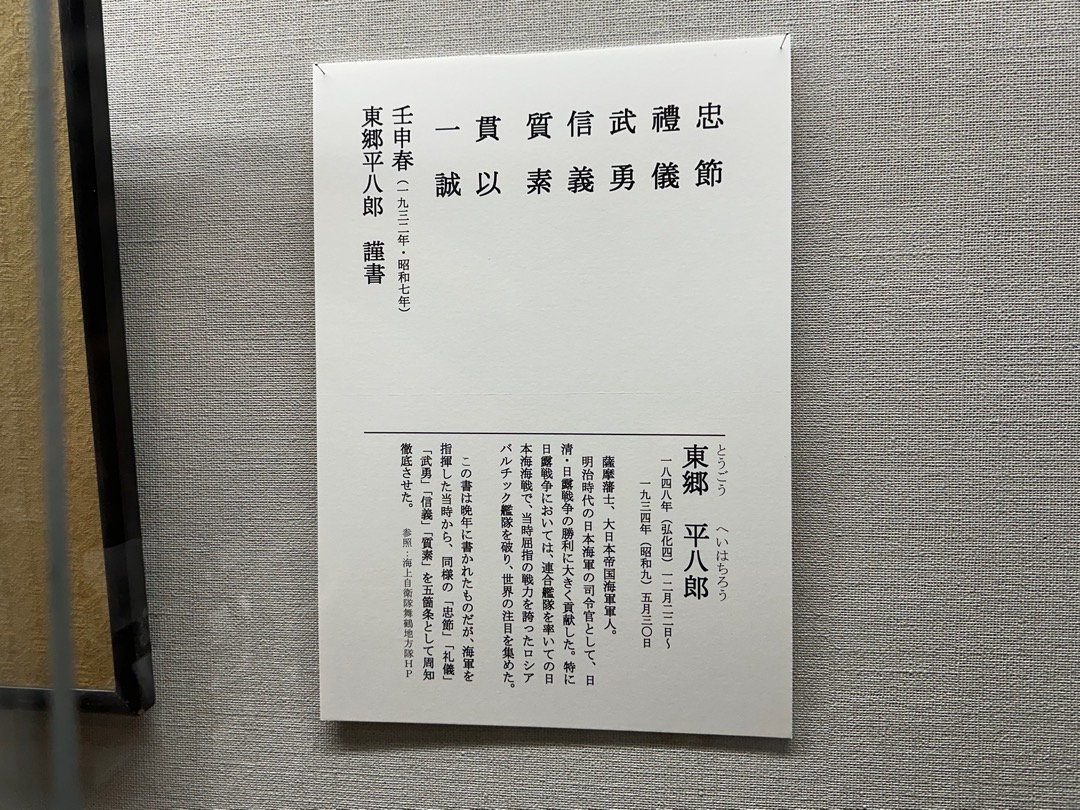 忠節
禮儀
武勇
信義
質素
貫以
一誠
壬申春(一九三二年・昭和七年)
東郷平八郎 謹書
とうごう へいはちろう
東郷 平八郎
一八四八年(弘化四)一二月二二日~
一九三四年(昭和九)五月三〇日
薩摩藩士、大日本帝国海軍軍人。
明治時代の日本海軍の司令官として、日
清・日露戦争の勝利に大きく貢献した。特に
日露戦争においては、連合艦隊を率いての日
本海海戦で、当時屈指の戦力を誇ったロシア
バルチック艦隊を破り、世界の注目を集めた。
この書は晩年に書かれたものだが、海軍を
指揮した当時から、同様の「忠節」「礼儀」
「武勇」「信義」「質素」を五箇条として周知
徹底させた。
参照:海上自衛隊舞鶴地方隊HP